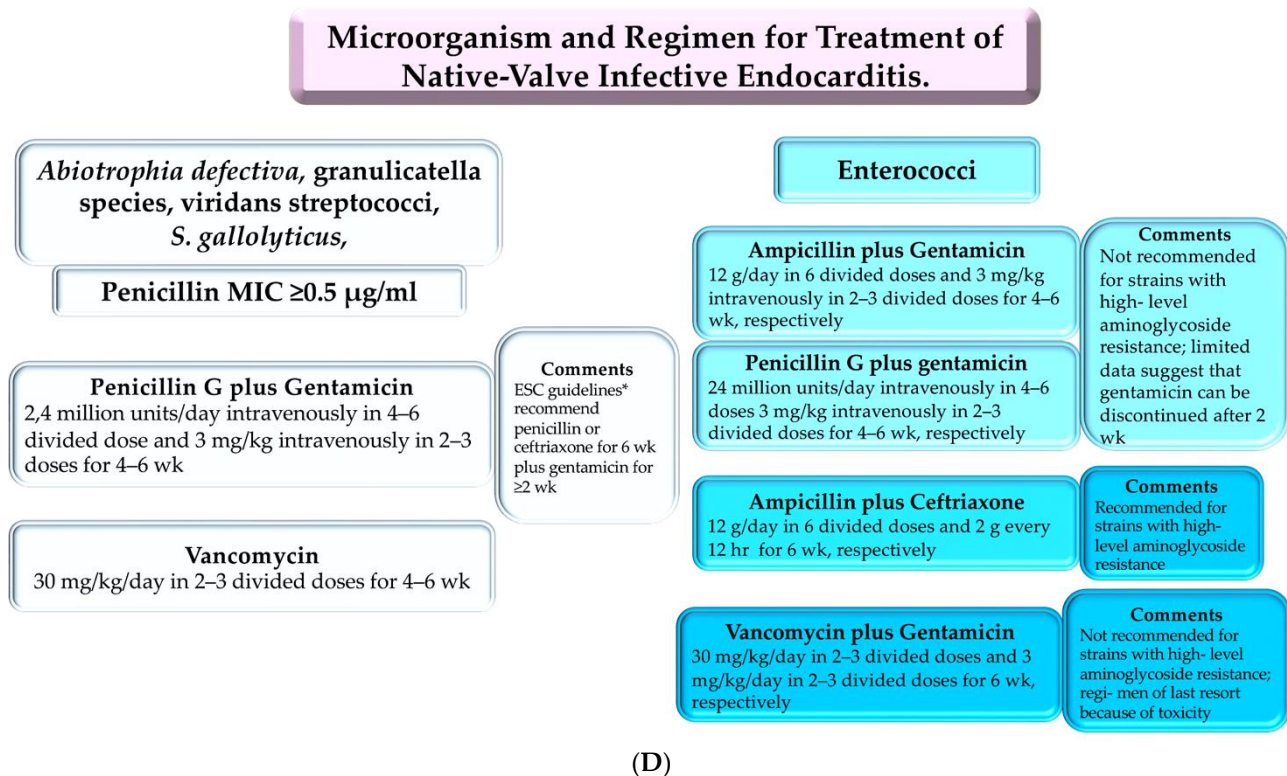 Microorganism and Regimen for Treatment of
Native-Valve Infective Endocarditis.
Abiotrophia defectiva, granulicatella
species, viridans streptococci,
S. gallolyticus,
Penicillin MIC ≥0.5 µg/ml
Penicillin G plus Gentamicin
2,4 million units/day intravenously in 4–6
divided dose and 3 mg/kg intravenously in 2–3
doses for 4–6 wk
Comments
ESC guidelines*
recommend
penicillin or
ceftriaxone for 6 wk
plus gentamicin for
≥2 wk
Vancomycin
30 mg/kg/day in 2–3 divided doses for 4–6 wk
Enterococci
Ampicillin plus Gentamicin
12 g/day in 6 divided doses and 3 mg/kg
intravenously in 2–3 divided doses for 4–6
wk, respectively
Penicillin G plus gentamicin
24 million units/day intravenously in 4–6
doses 3 mg/kg intravenously in 2–3
divided doses for 4–6 wk, respectively
Comments
Not recommended
for strains with
high- level
aminoglycoside
resistance; limited
data suggest that
gentamicin can be
discontinued after 2
wk
Ampicillin plus Ceftriaxone
12 g/day in 6 divided doses and 2 g every
12 hr for 6 wk, respectively
Comments
Recommended for
strains with high-
level aminoglycoside
resistance
Vancomycin plus Gentamicin
30 mg/kg/day in 2–3 divided doses and 3
mg/kg/day in 2–3 divided doses for 6 wk,
respectively
Comments
Not recommended for
strains with high- level
aminoglycoside resistance;
regi- men of last resort
because of toxicity
(D)